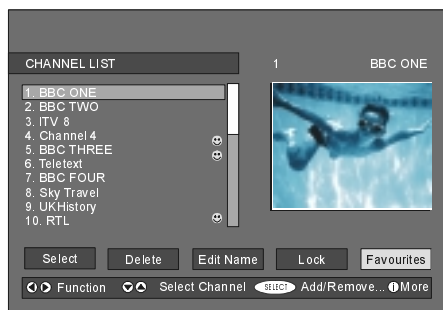 CHANNEL LIST
1 BBC ONE
1. BBC ONE
2. BBC TWO
3. ITV 8
4. Channel 4
5. BBC THREE
6. Teletext
7. BBC FOUR
8. Sky Travel
9. UKHistory
10. RTL
Select Delete Edit Name Lock Favourites
Function Select Channel SELECT Add/Remove... i More